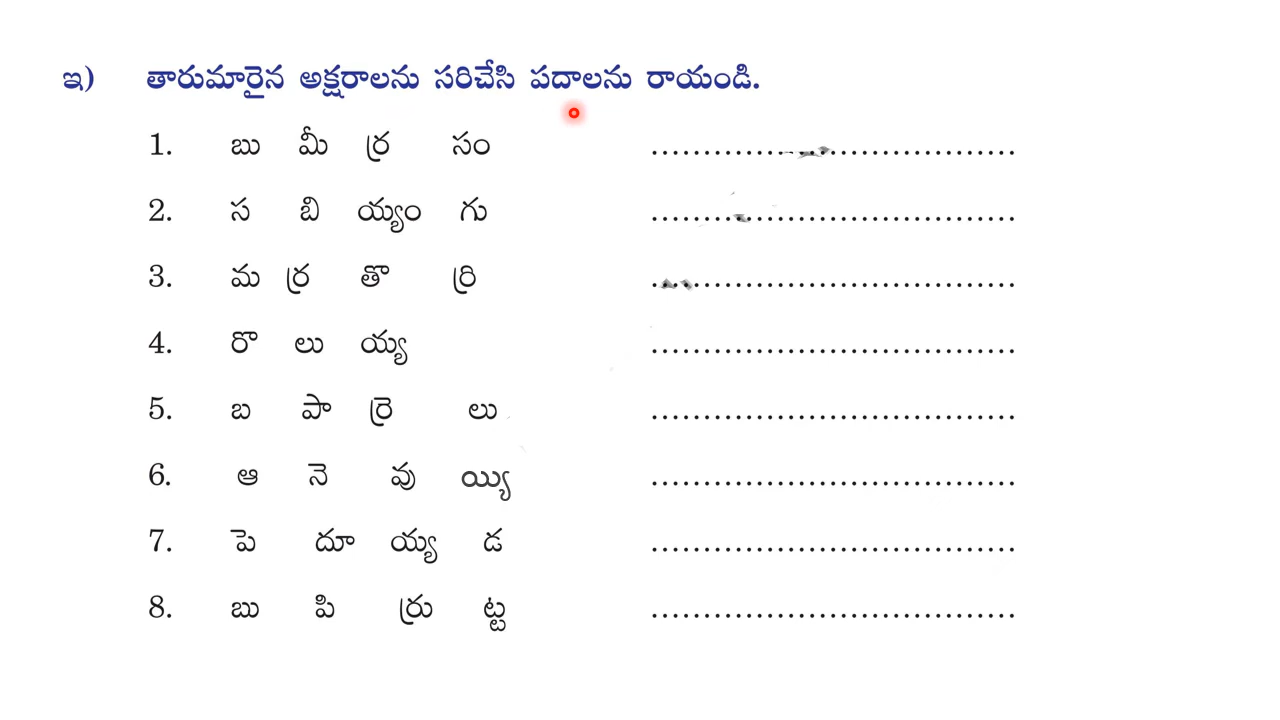 ఇ) తారుమారైన అక్షరాలను సరిచేసి పదాలను రాయండి.
1. బు మీ ర్ర సం ....................................
2. స బి య్యం గు ....................................
3. మ ర్ర తొ ర్రి ....................................
4. రొ లు య్య ....................................
5. బ పా ర్రె లు ....................................
6. ఆ నె వు య్యి ....................................
7. పె దూ య్య డ ....................................
8. బు పి ర్రు ట్ట ....................................